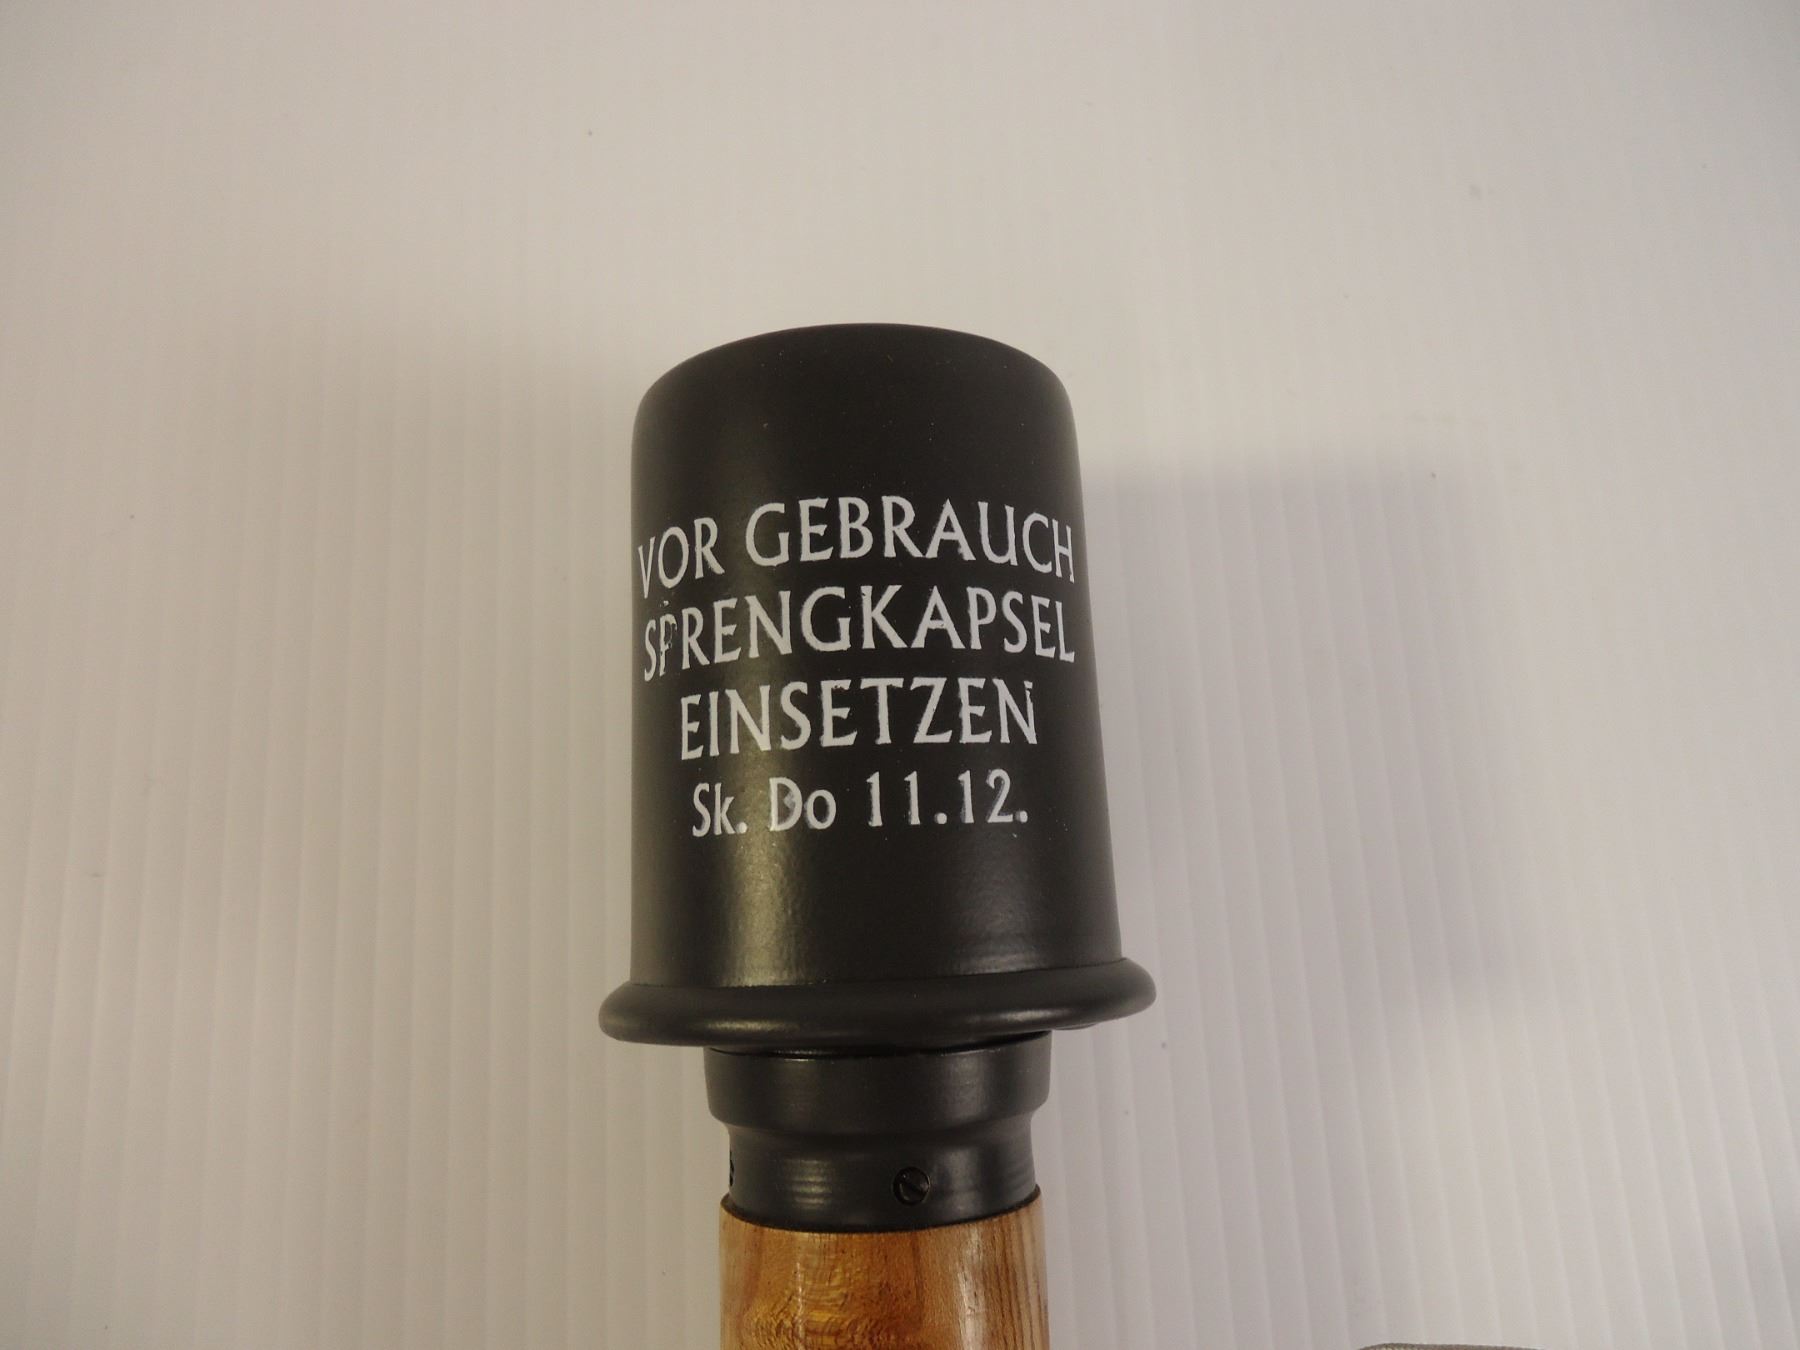 VOR GEBRAUCH
SPRENGKAPSEL
EINSETZEN
Sk. Do 11.12.